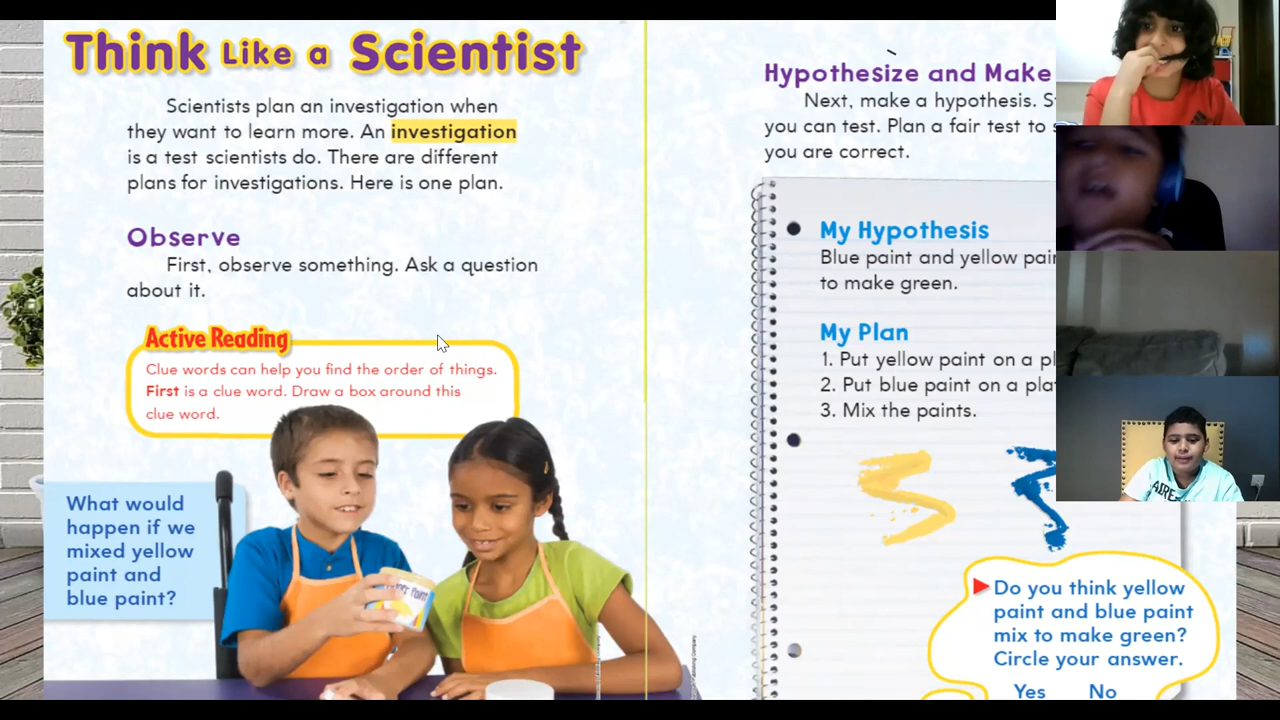 Think Like a Scientist
Scientists plan an investigation when
they want to learn more. An investigation
is a test scientists do. There are different
plans for investigations. Here is one plan.
Observe
First, observe something. Ask a question
about it.
Active Reading
Clue words can help you find the order of things.
First is a clue word. Draw a box around this
clue word.
What would
happen if we
mixed yellow
paint and
blue paint?
Hypothesize and Make
Next, make a hypothesis.
you can test. Plan a fair test to
you are correct.
My Hypothesis
Blue paint and yellow
to make green.
My Plan
1. Put yellow paint on a
2. Put blue paint on a
3. Mix the paints.
Do you think yellow
paint and blue paint
mix to make green?
Circle your answer.
Yes No